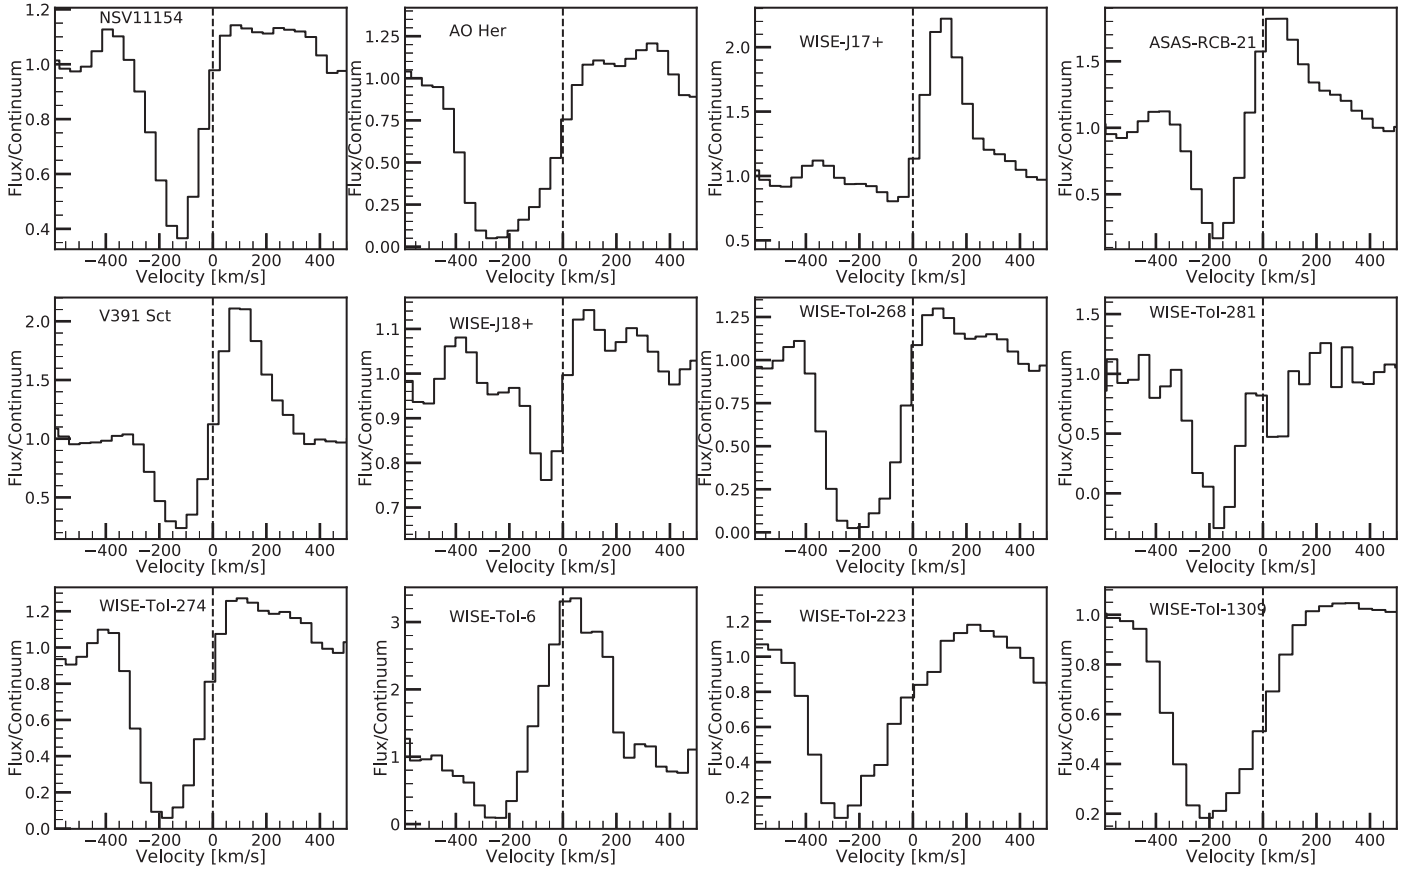 NSV11154
Flux/Continuum
1.2
1.0
0.8
0.6
0.4
−400 −200 0 200 400
Velocity [km/s]
AO Her
Flux/Continuum
1.25
1.00
0.75
0.50
0.25
0.00
−400 −200 0 200 400
Velocity [km/s]
WISE-J17+
Flux/Continuum
2.0
1.5
1.0
0.5
−400 −200 0 200 400
Velocity [km/s]
ASAS-RCB-21
Flux/Continuum
1.5
1.0
0.5
−400 −200 0 200 400
Velocity [km/s]
V391 Sct
Flux/Continuum
2.0
1.5
1.0
0.5
−400 −200 0 200 400
Velocity [km/s]
WISE-J18+
Flux/Continuum
1.1
1.0
0.9
0.8
0.7
−400 −200 0 200 400
Velocity [km/s]
WISE-ToI-268
Flux/Continuum
1.25
1.00
0.75
0.50
0.25
0.00
−400 −200 0 200 400
Velocity [km/s]
WISE-ToI-281
Flux/Continuum
1.5
1.0
0.5
0.0
−400 −200 0 200 400
Velocity [km/s]
WISE-ToI-274
Flux/Continuum
1.2
1.0
0.8
0.6
0.4
0.2
0.0
−400 −200 0 200 400
Velocity [km/s]
WISE-ToI-6
Flux/Continuum
3
2
1
0
−400 −200 0 200 400
Velocity [km/s]
WISE-ToI-223
Flux/Continuum
1.2
1.0
0.8
0.6
0.4
0.2
−400 −200 0 200 400
Velocity [km/s]
WISE-ToI-1309
Flux/Continuum
1.0
0.8
0.6
0.4
0.2
−400 −200 0 200 400
Velocity [km/s]